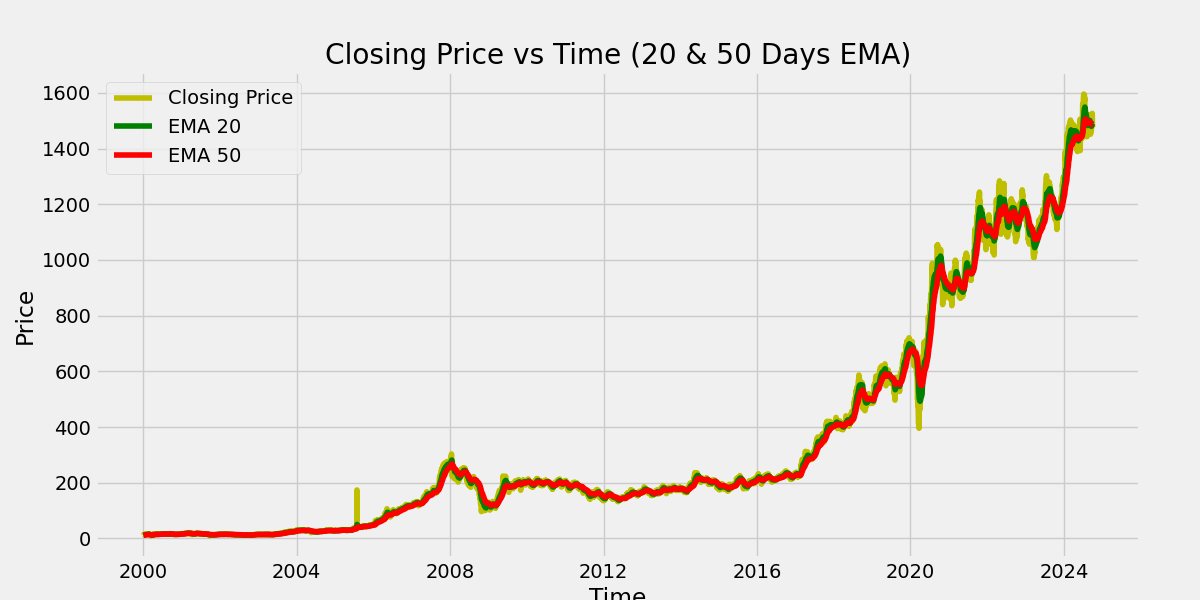 Closing Price vs Time (20 & 50 Days EMA)
Closing Price
EMA 20
EMA 50
Price
1600
1400
1200
1000
800
600
400
200
0
2000 2004 2008 2012 2016 2020 2024
Time